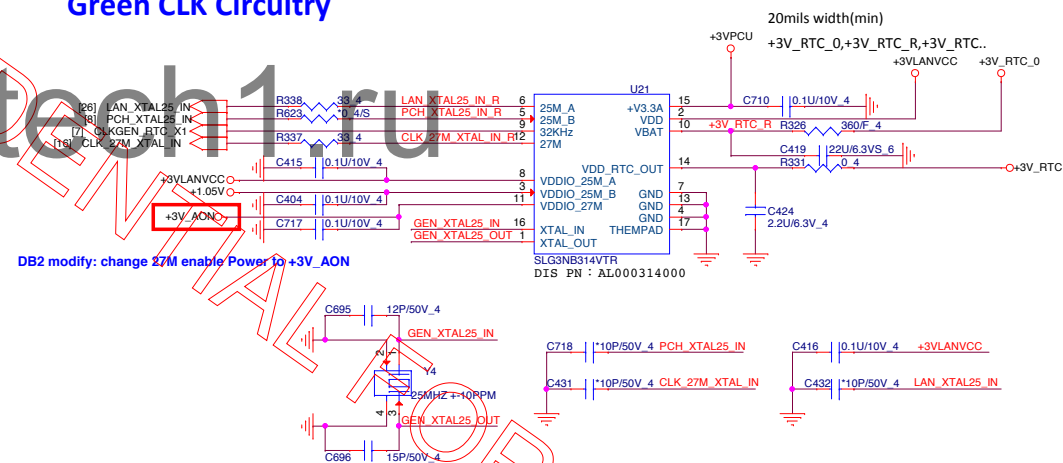 Green CLK Circuitry
20mils width(min)
+3V_RTC_0,+3V_RTC_R,+3V_RTC..
+3VPCU
+3VLANVCC
+3V_RTC_0
tech1.ru
U21
[26] LAN_XTAL25_IN
[8] PCH_XTAL25_IN
[7] CLKGEN_RTC_X1
[16] CLK_27M_XTAL_IN
R338 33_4 LAN_XTAL25_IN_R 6 25M_A
R623 *0_4/S PCH_XTAL25_IN_R 5 25M_B
9 32KHz
R337 33_4 CLK_27M_XTAL_IN_R 12 27M
15 +V3.3A
2 VDD
10 VBAT
C710 0.1U/10V_4
+3V_RTC_R R326 360/F_4
C419 22U/6.3VS_6
R331 0_4
+3V_RTC
VDD_RTC_OUT 14
C415 0.1U/10V_4
+3VLANVCC 8 VDDIO_25M_A
+1.05V 3 VDDIO_25M_B
C404 0.1U/10V_4 11 VDDIO_27M
+3V_AON
C717 0.1U/10V_4
GEN_XTAL25_IN 16 XTAL_IN
GEN_XTAL25_OUT 1 XTAL_OUT
GND 7
GND 13
GND 4
THEMPAD 17
C424
2.2U/6.3V_4
SLG3NB314VTR
DIS PN : AL000314000
DB2 modify: change 27M enable Power to +3V_AON
C695 12P/50V_4
GEN_XTAL25_IN
2 1
Y4
25MHZ +-10PPM
4 3
GEN_XTAL25_OUT
C696 15P/50V_4
C718 *10P/50V_4 PCH_XTAL25_IN
C431 *10P/50V_4 CLK_27M_XTAL_IN
C416 0.1U/10V_4 +3VLANVCC
C432 *10P/50V_4 LAN_XTAL25_IN